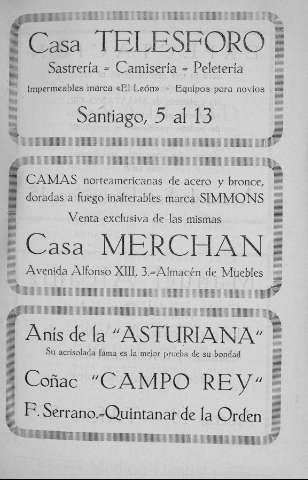 Casa TELESFORO
Sastrería - Camisería - Peletería
Impermeables marca «El León» - Equipos para novios
Santiago, 5 al 13
CAMAS norteamericanas de acero y bronce,
doradas a fuego inalterables marca SIMMONS
Venta exclusiva de las mismas
Casa MERCHAN
Avenida Alfonso XIII, 3.-Almacén de Muebles
Anís de la "ASTURIANA"
Su acrisolada fama es la mejor prueba de su bondad
Coñac "CAMPO REY"
F. Serrano.-Quintanar de la Orden